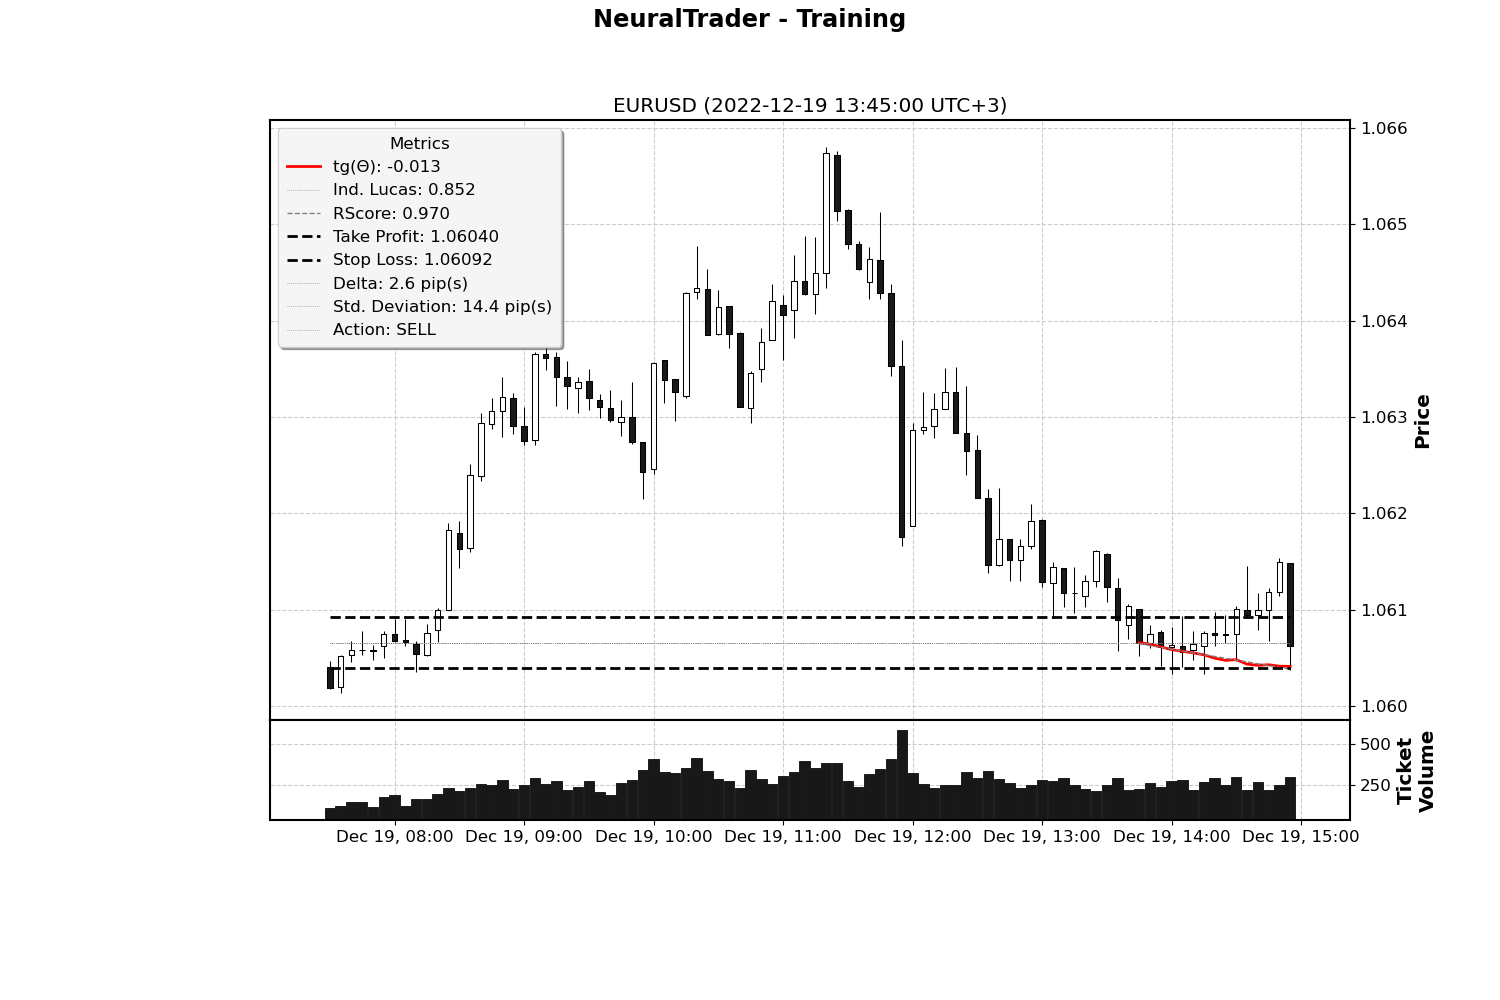 NeuralTrader - Training
EURUSD (2022-12-19 13:45:00 UTC+3)
Metrics
tg(Θ): -0.013
Ind. Lucas: 0.852
RScore: 0.970
Take Profit: 1.06040
Stop Loss: 1.06092
Delta: 2.6 pip(s)
Std. Deviation: 14.4 pip(s)
Action: SELL
1.066
1.065
1.064
1.063
1.062
1.061
1.060
Price
500
250
Ticket
Volume
Dec 19, 08:00
Dec 19, 09:00
Dec 19, 10:00
Dec 19, 11:00
Dec 19, 12:00
Dec 19, 13:00
Dec 19, 14:00
Dec 19, 15:00